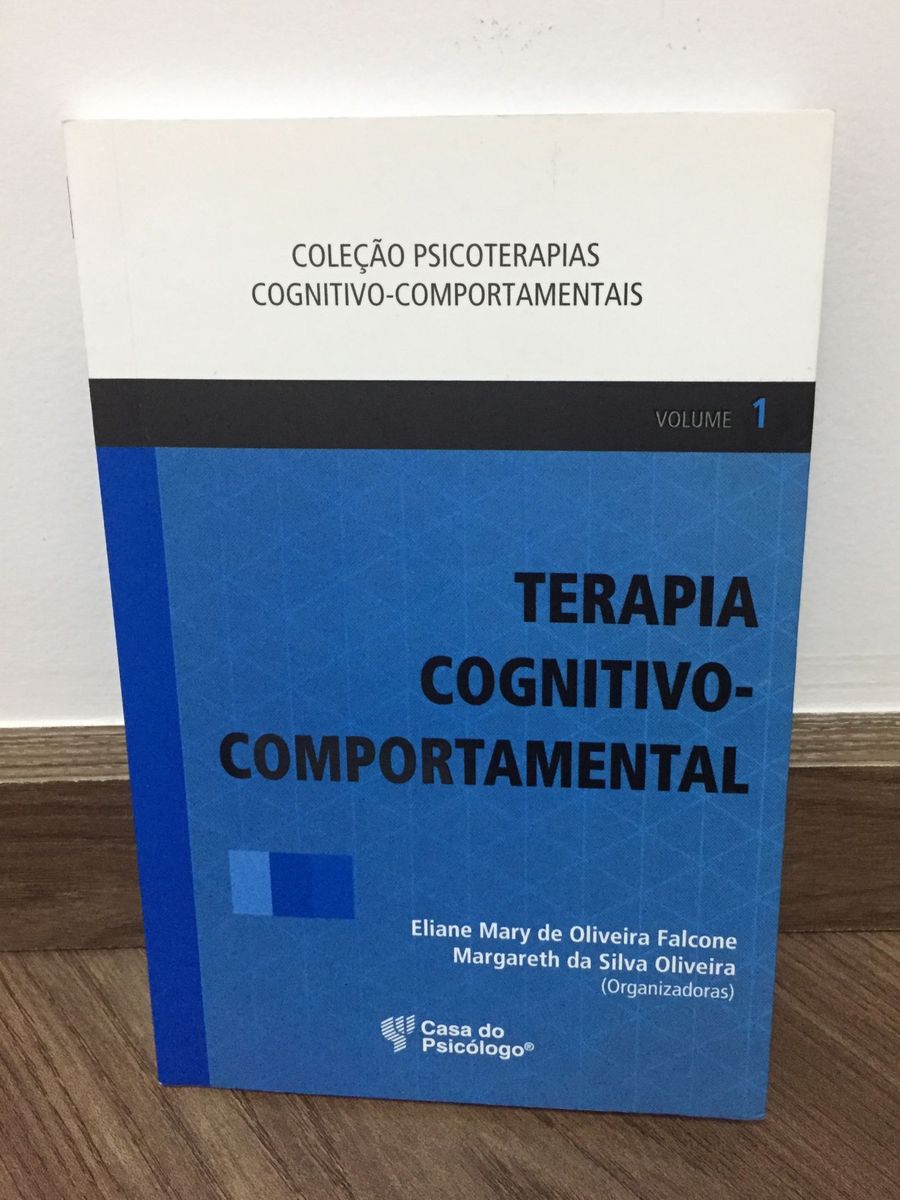 COLEÇÃO PSICOTERAPIAS
COGNITIVO-COMPORTAMENTAIS
VOLUME 1
TERAPIA
COGNITIVO-
COMPORTAMENTAL
Eliane Mary de Oliveira Falcone
Margareth da Silva Oliveira
(Organizadoras)
Casa do
Psicólogo®